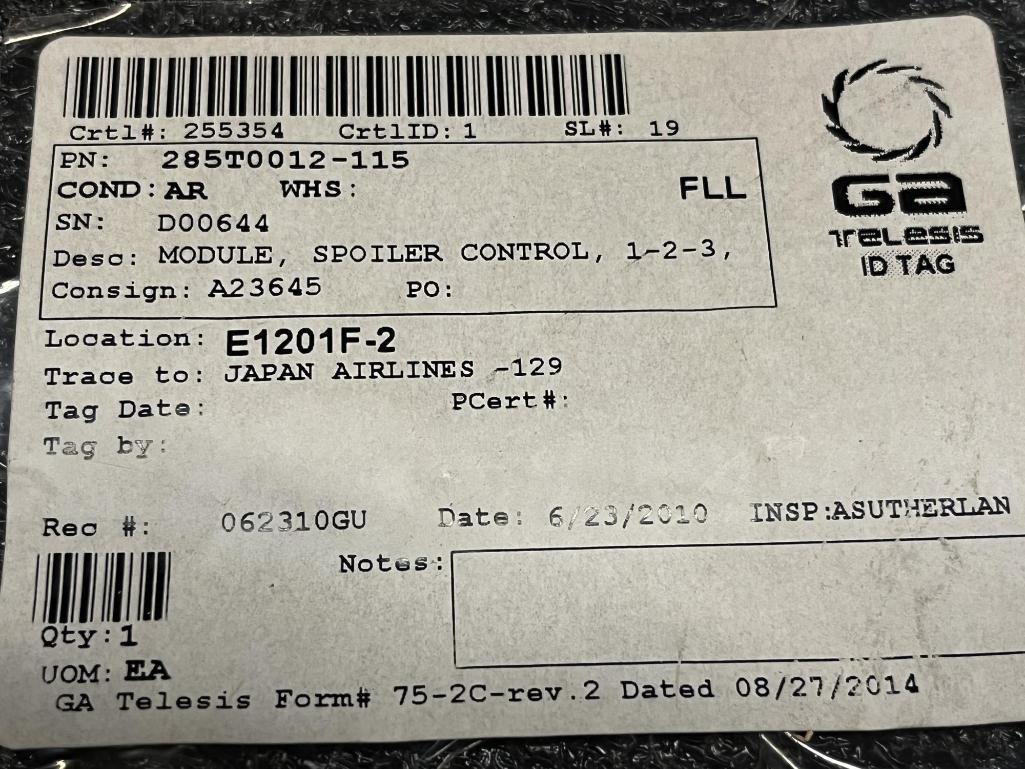 Crtl#: 255354 CrtlID: 1 SL#: 19
PN: 285T0012-115
COND: AR WHS: FLL
SN: D00644
Desc: MODULE, SPOILER CONTROL, 1-2-3,
Consign: A23645 PO:
GA
TELESIS
ID TAG
Location: E1201F-2
Trace to: JAPAN AIRLINES -129
Tag Date: PCert#:
Tag by:
Rec #: 062310GU Date: 6/23/2010 INSP:ASUTHERLAN
Notes:
Qty: 1
UOM: EA
GA Telesis Form# 75-2C-rev.2 Dated 08/27/2014